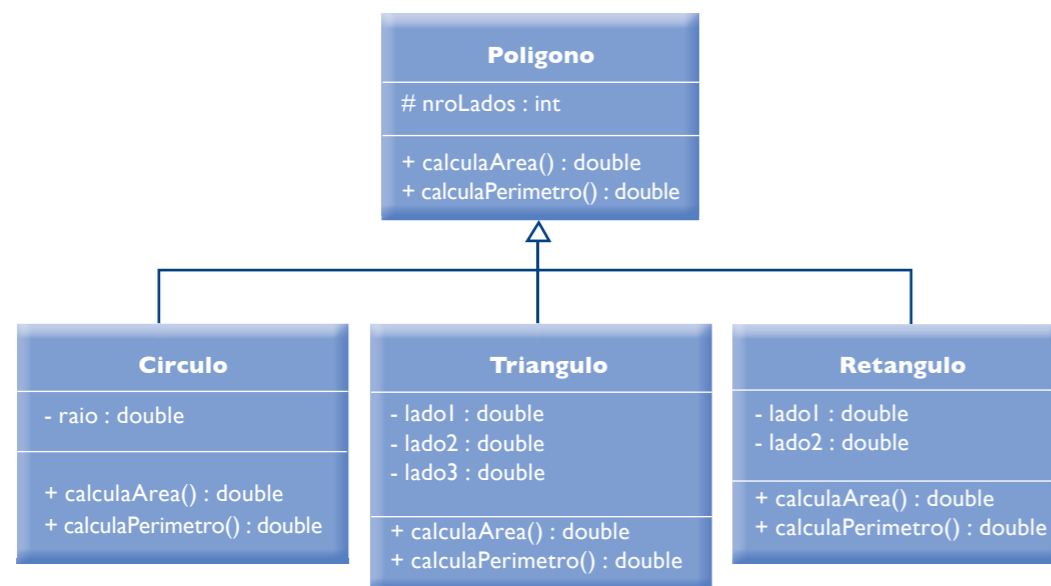 Poligono
# nroLados : int
+ calculaArea() : double
+ calculaPerimetro() : double
Circulo
- raio : double
+ calculaArea() : double
+ calculaPerimetro() : double
Triangulo
- lado1 : double
- lado2 : double
- lado3 : double
+ calculaArea() : double
+ calculaPerimetro() : double
Retangulo
- lado1 : double
- lado2 : double
+ calculaArea() : double
+ calculaPerimetro() : double